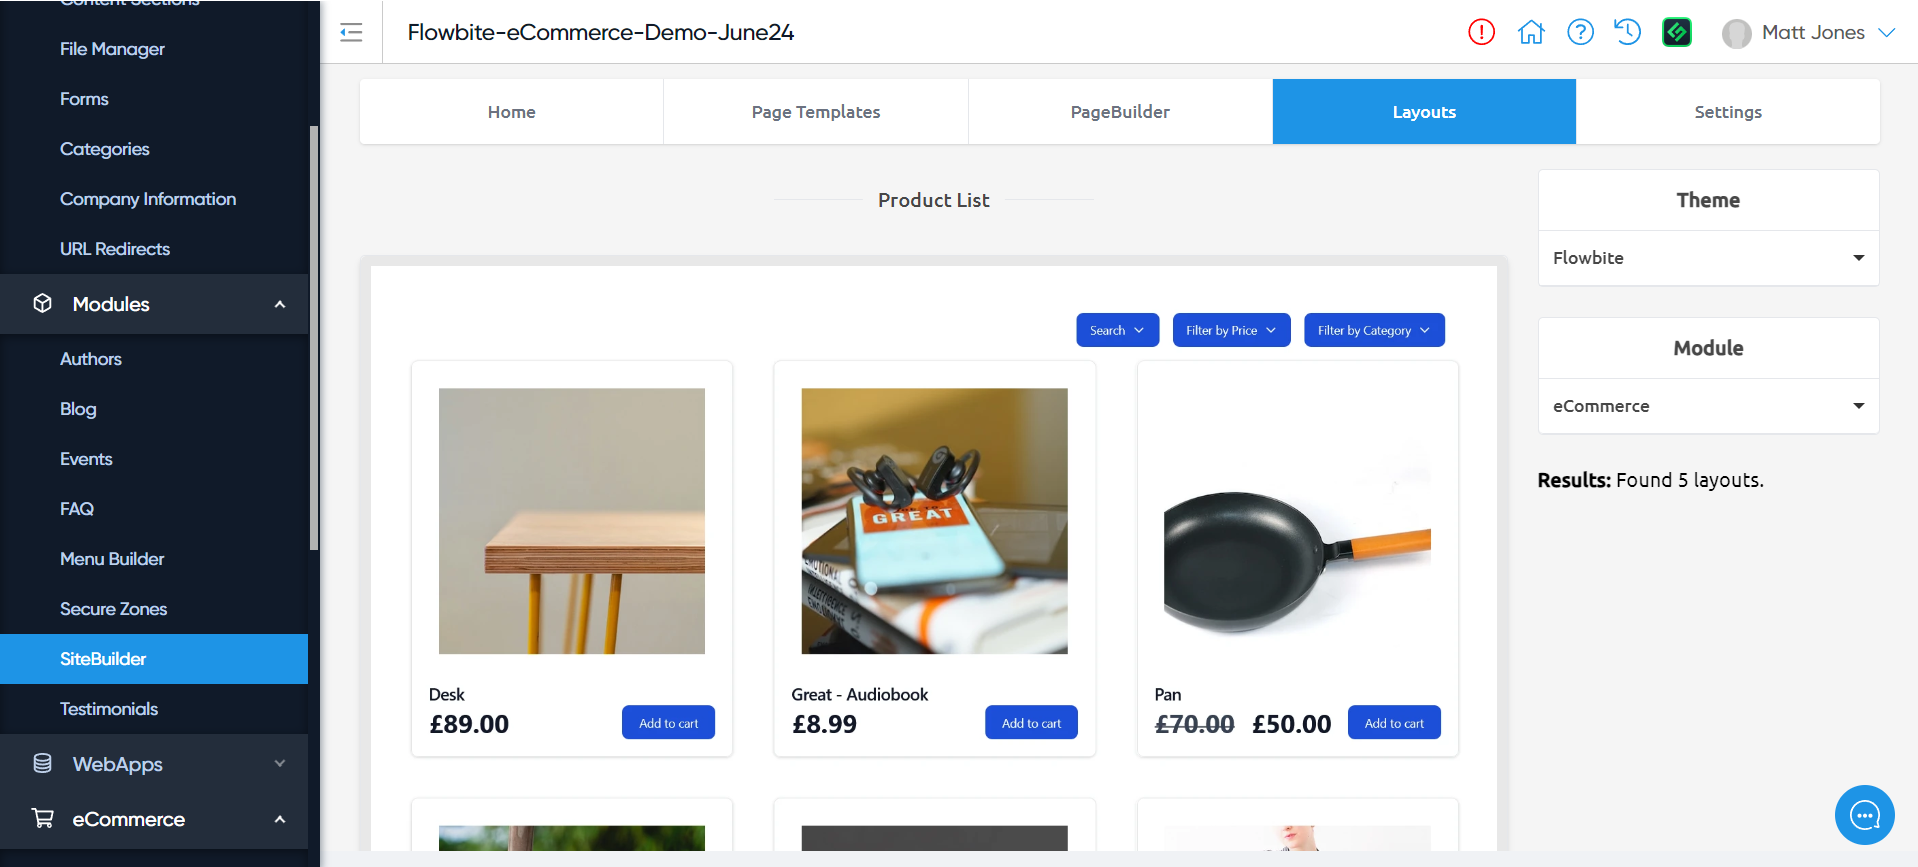 Content Sections
File Manager
Forms
Categories
Company Information
URL Redirects
Modules
Authors
Blog
Events
FAQ
Menu Builder
Secure Zones
SiteBuilder
Testimonials
WebApps
eCommerce
Flowbite-eCommerce-Demo-June24
Matt Jones
Home
Page Templates
PageBuilder
Layouts
Settings
Product List
Search
Filter by Price
Filter by Category
GREAT
Desk
£89.00
Add to cart
Great - Audiobook
£8.99
Add to cart
Pan
£70.00 £50.00
Add to cart
Theme
Flowbite
Module
eCommerce
Results: Found 5 layouts.